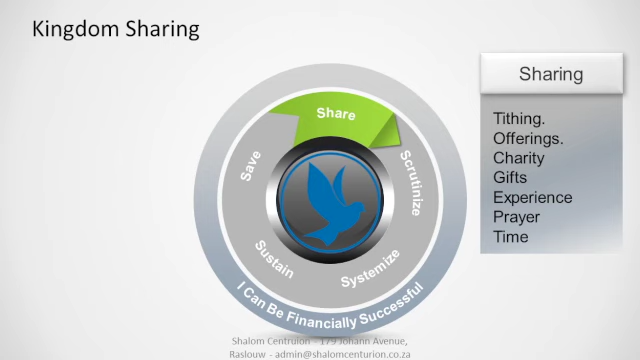 Kingdom Sharing
Share
Scrutinize
Systemize
Sustain
Save
I Can Be Financially Successful
Sharing
Tithing.
Offerings.
Charity
Gifts
Experience
Prayer
Time
Shalom Centruion - 179 Johann Avenue,
Raslouw - admin@shalomcenturion.co.za